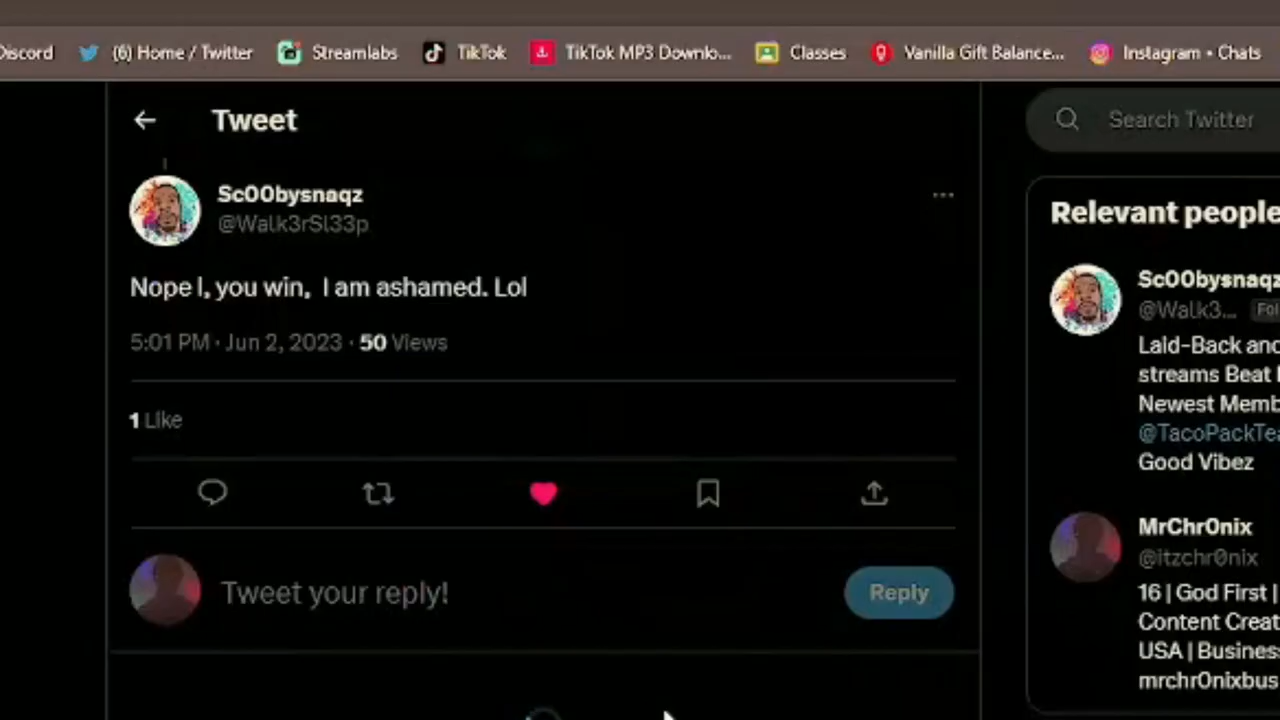 Discord (6) Home / Twitter Streamlabs TikTok TikTok MP3 Downlo... Classes Vanilla Gift Balance... Instagram • Chats
Tweet
Search Twitter
Sc00bysnaqz
@Walk3rSl33p
Nope I, you win, I am ashamed. Lol
5:01 PM · Jun 2, 2023 · 50 Views
1 Like
Tweet your reply!
Reply
Relevant people
Sc00bysnaqz
@Walk3... Fol
Laid-Back and
streams Beat
Newest Memb
@TacoPackTea
Good Vibez
MrChr0nix
@itzchr0nix
16 | God First |
Content Creat
USA | Business
mrchr0nixbus